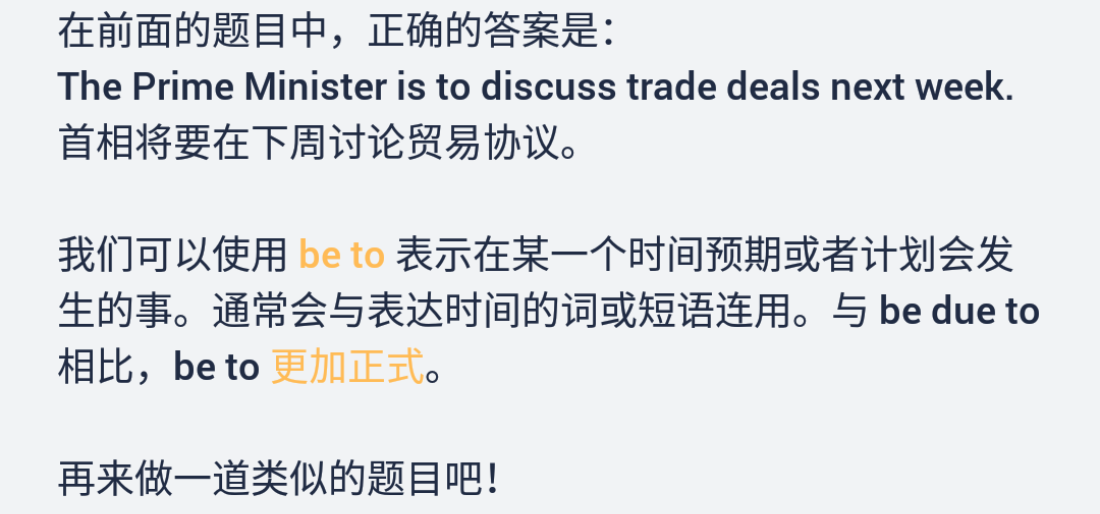 在前面的题目中，正确的答案是：
The Prime Minister is to discuss trade deals next week.
首相将要在下周讨论贸易协议。
我们可以使用 be to 表示在某一个时间预期或者计划会发
生的事。通常会与表达时间的词或短语连用。与 be due to
相比，be to 更加正式。
再来做一道类似的题目吧！